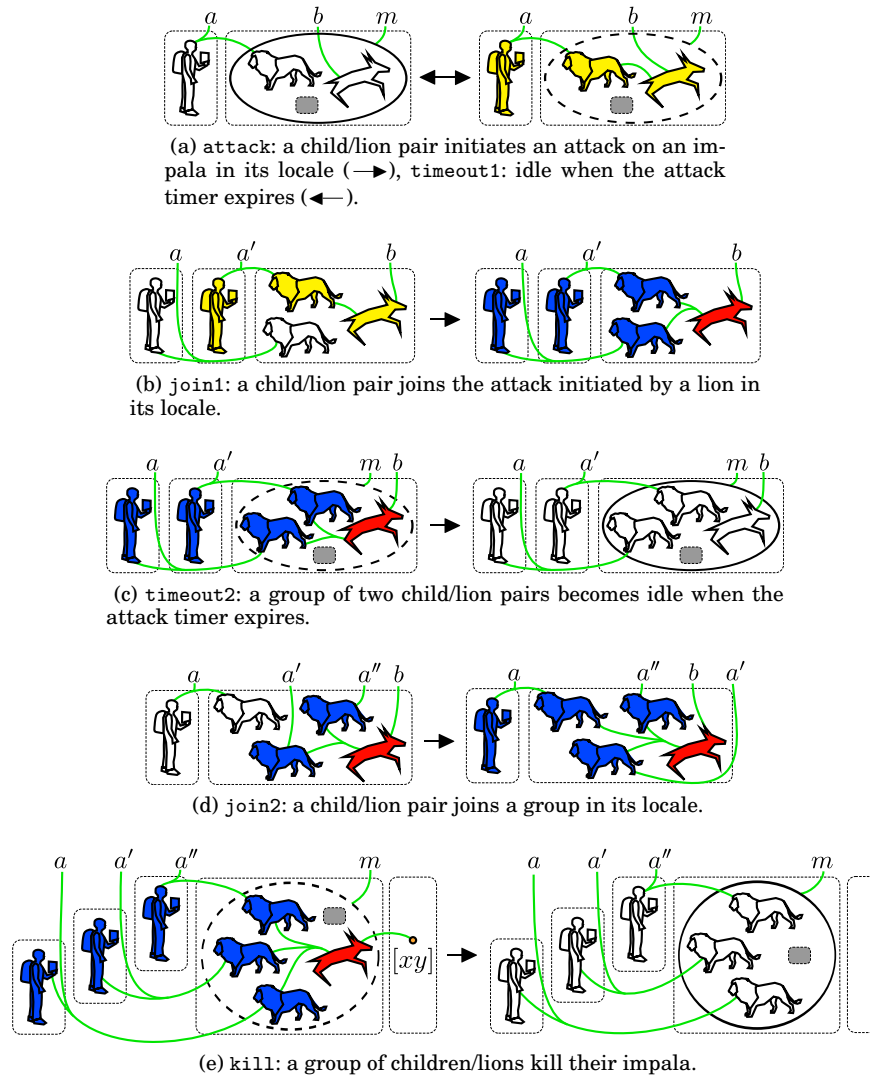 a b m a b m
(a) attack: a child/lion pair initiates an attack on an im-
pala in its locale (→), timeout1: idle when the attack
timer expires (←).
a a′ b a a′ b
(b) join1: a child/lion pair joins the attack initiated by a lion in
its locale.
a a′ m b a a′ m b
(c) timeout2: a group of two child/lion pairs becomes idle when the
attack timer expires.
a a′ a″ b a a″ b a′
(d) join2: a child/lion pair joins a group in its locale.
a a′ a″ m a a′ a″ m
[xy]
(e) kill: a group of children/lions kill their impala.